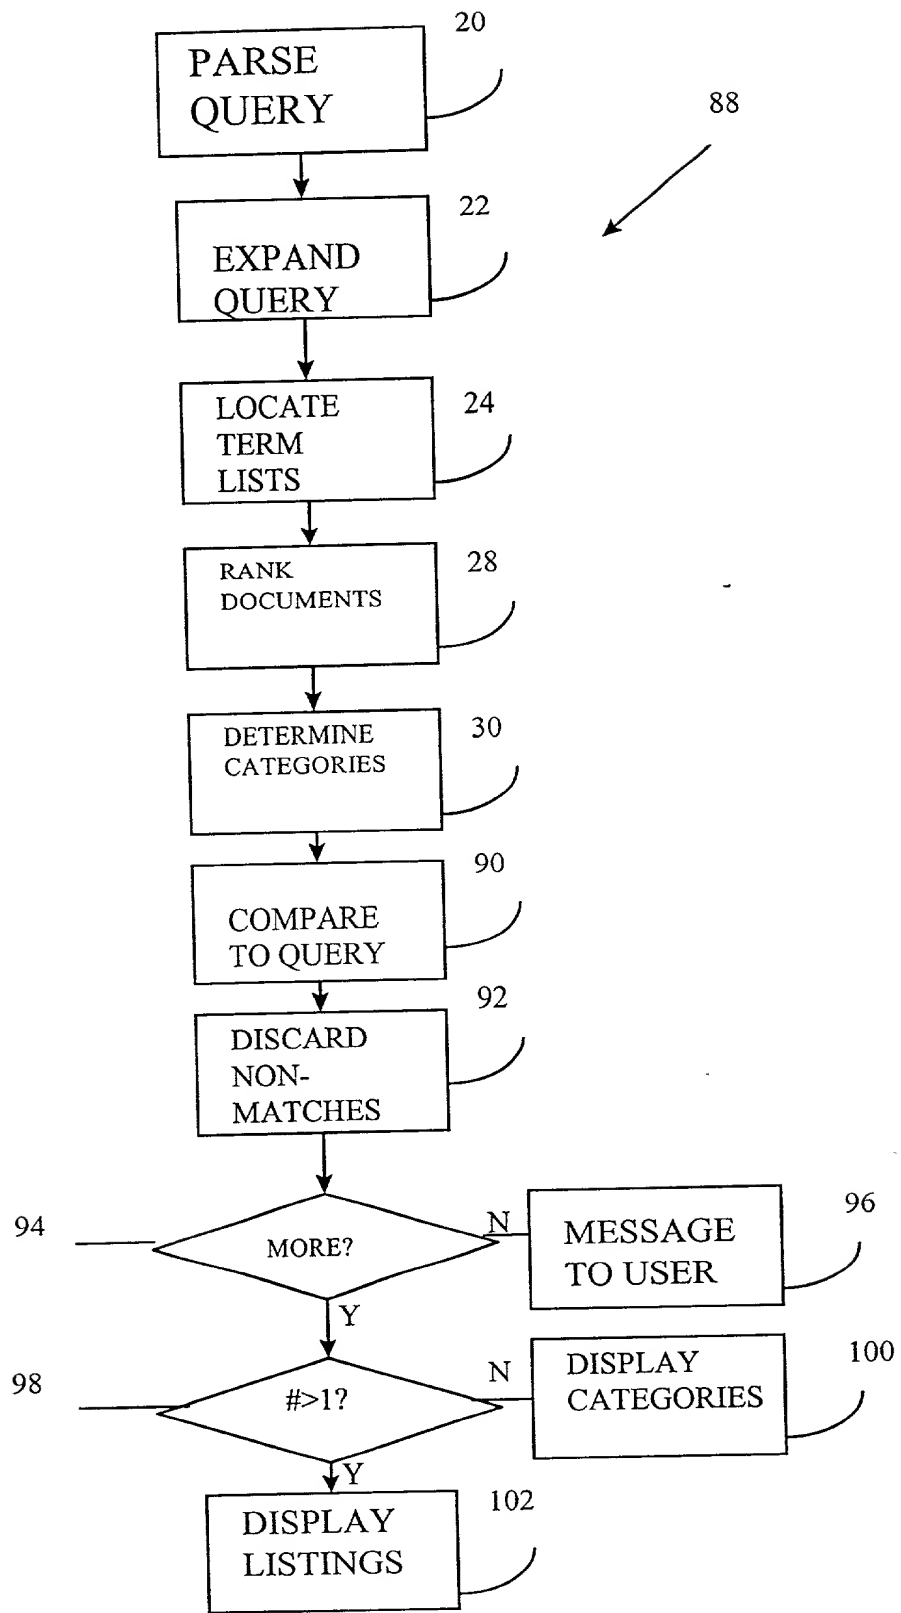 20
PARSE
QUERY
88
22
EXPAND
QUERY
24
LOCATE
TERM
LISTS
28
RANK
DOCUMENTS
30
DETERMINE
CATEGORIES
90
COMPARE
TO QUERY
92
DISCARD
NON-
MATCHES
94
MORE?
N
96
MESSAGE
TO USER
Y
98
#>1?
N
100
DISPLAY
CATEGORIES
Y
102
DISPLAY
LISTINGS